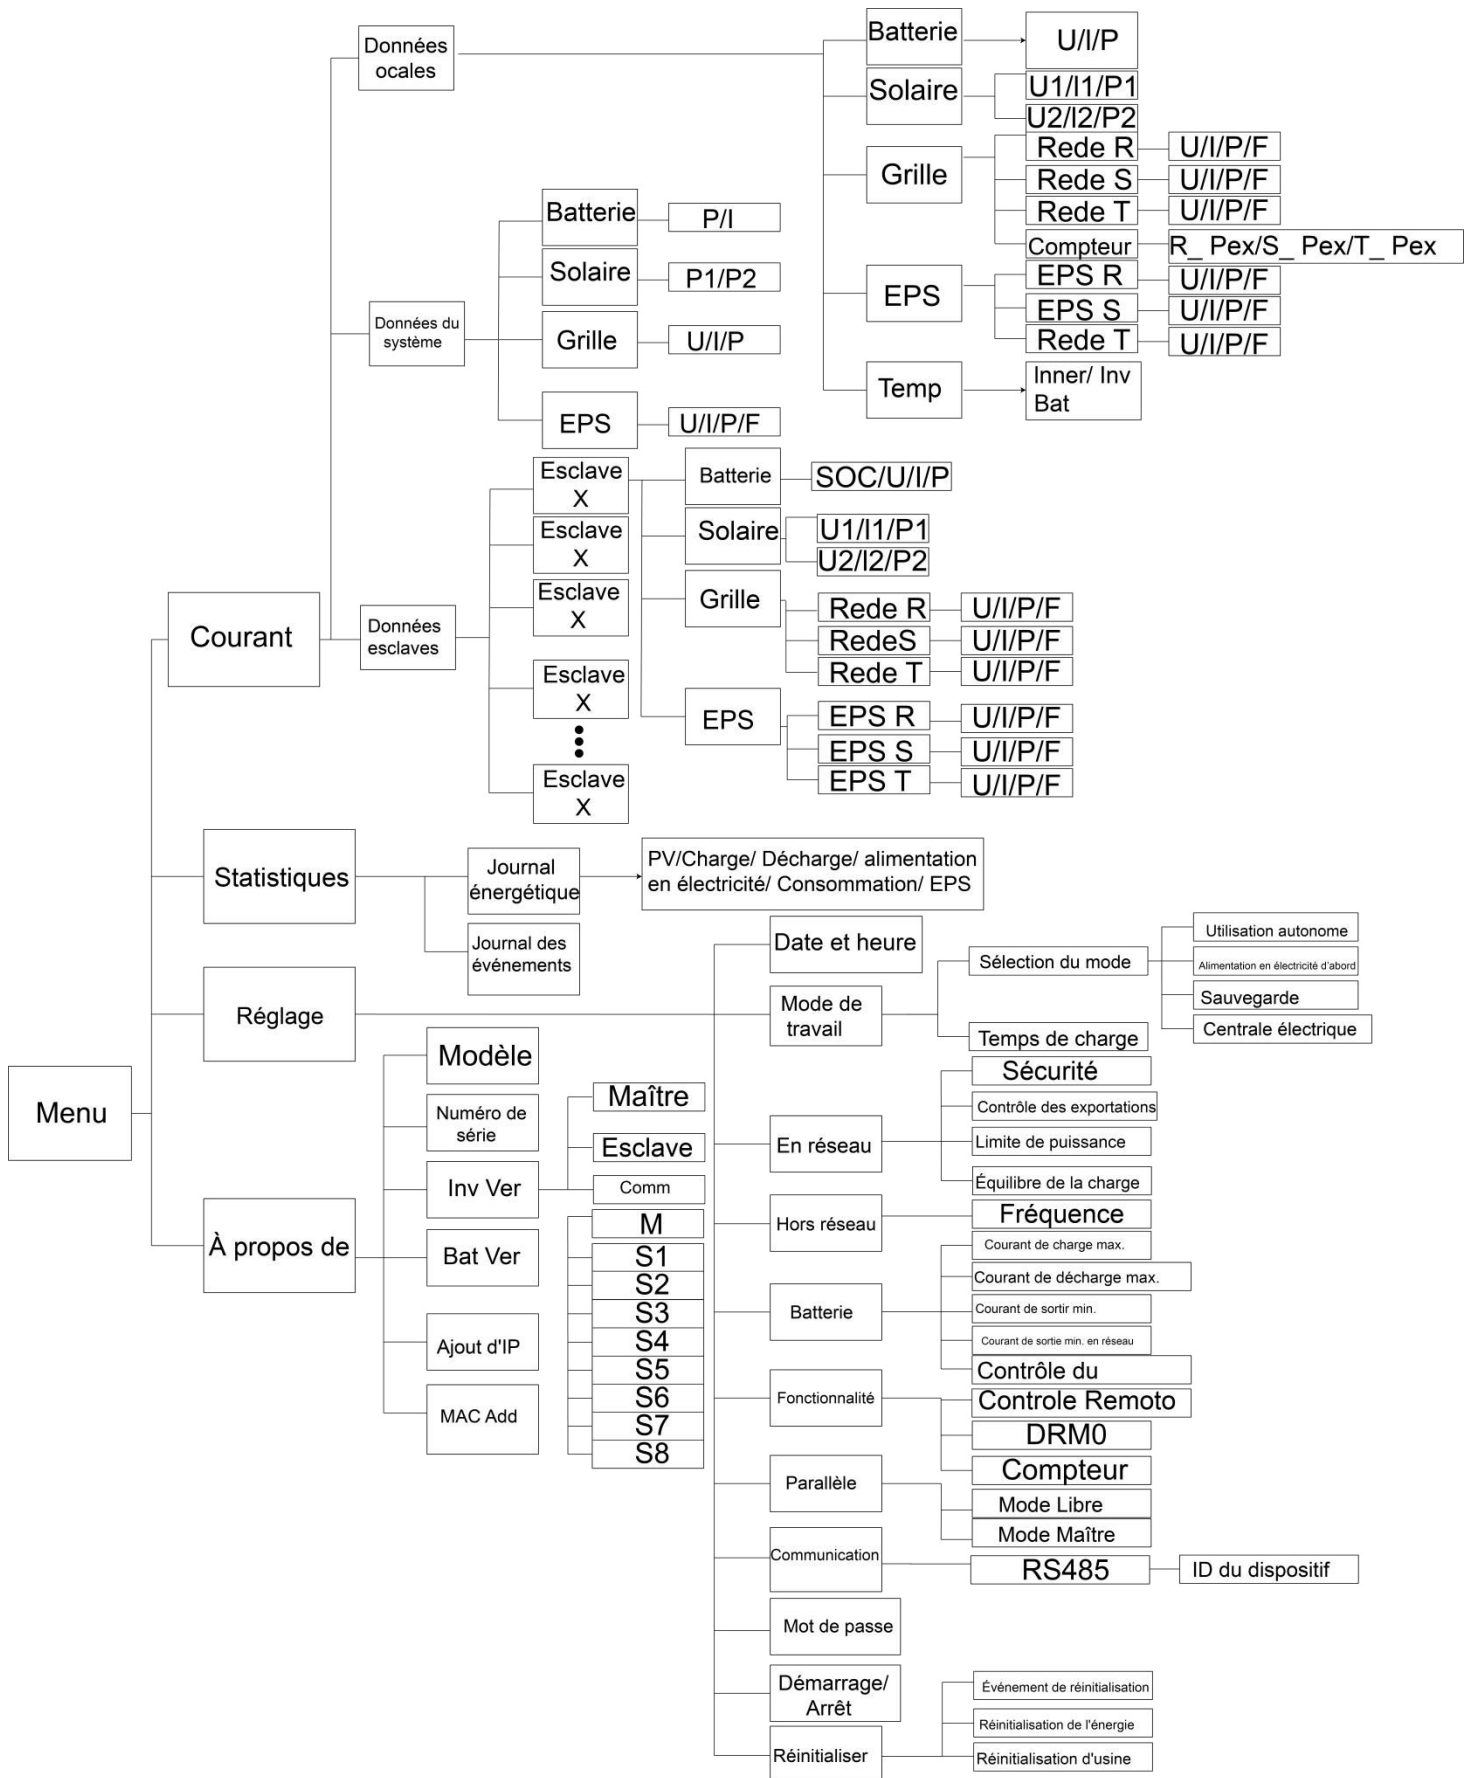 Menu
Courant
Données
ocales
Batterie
U/I/P
Solaire
U1/I1/P1
U2/I2/P2
Grille
Rede R
U/I/P/F
Rede S
U/I/P/F
Rede T
U/I/P/F
Compteur
R_ Pex/S_ Pex/T_ Pex
EPS
EPS R
U/I/P/F
EPS S
U/I/P/F
Rede T
U/I/P/F
Temp
Inner/ Inv
Bat
Données du
système
Batterie
P/I
Solaire
P1/P2
Grille
U/I/P
EPS
U/I/P/F
Données
esclaves
Esclave
X
Esclave
X
Esclave
X
Esclave
X
Esclave
X
Batterie
SOC/U/I/P
Solaire
U1/I1/P1
U2/I2/P2
Grille
Rede R
U/I/P/F
RedeS
U/I/P/F
Rede T
U/I/P/F
EPS
EPS R
U/I/P/F
EPS S
U/I/P/F
EPS T
U/I/P/F
Statistiques
Journal
énergétique
PV/Charge/ Décharge/ alimentation
en électricité/ Consommation/ EPS
Journal des
événements
Réglage
Date et heure
Mode de
travail
Sélection du mode
Utilisation autonome
Alimentation en électricité d'abord
Sauvegarde
Centrale électrique
Temps de charge
En réseau
Sécurité
Contrôle des exportations
Limite de puissance
Équilibre de la charge
Hors réseau
Fréquence
Batterie
Courant de charge max.
Courant de décharge max.
Courant de sortir min.
Courant de sortie min. en réseau
Contrôle du
Fonctionnalité
Controle Remoto
DRM0
Compteur
Parallèle
Mode Libre
Mode Maître
Communication
RS485
ID du dispositif
Mot de passe
Démarrage/
Arrêt
Réinitialiser
Événement de réinitialisation
Réinitialisation de l'énergie
Réinitialisation d'usine
À propos de
Modèle
Numéro de
série
Inv Ver
Maître
Esclave
Comm
Bat Ver
M
S1
S2
S3
S4
S5
S6
S7
S8
Ajout d'IP
MAC Add